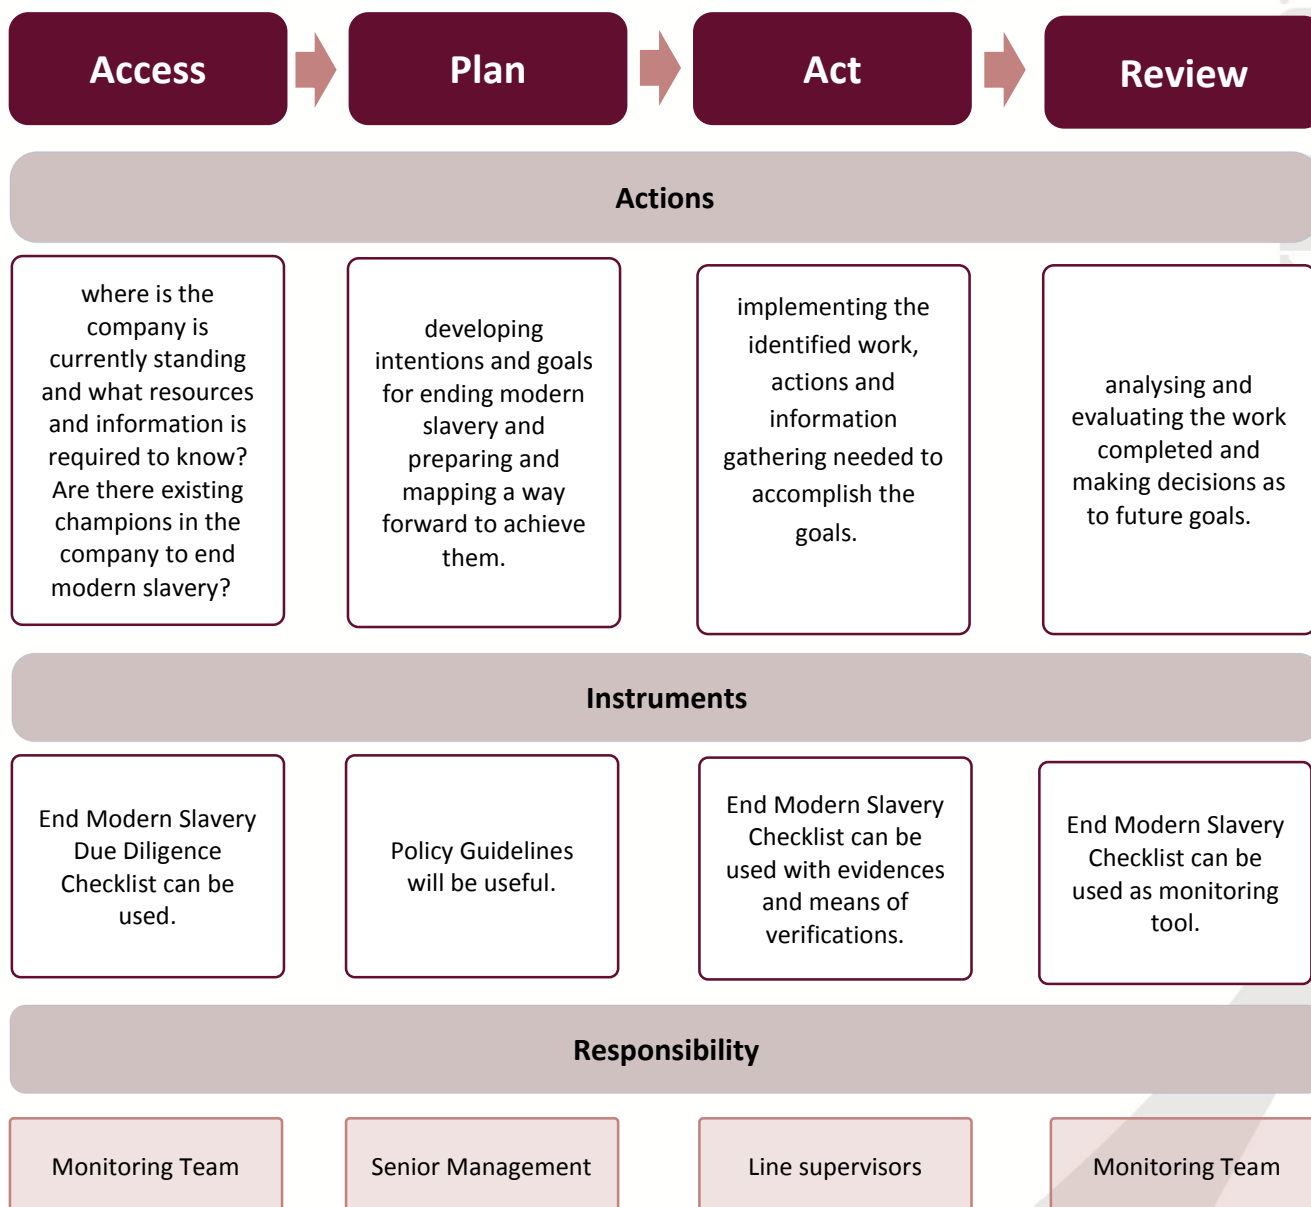 Access
Plan
Act
Review
Actions
where is the
company is
currently standing
and what resources
and information is
required to know?
Are there existing
champions in the
company to end
modern slavery?
developing
intentions and goals
for ending modern
slavery and
preparing and
mapping a way
forward to achieve
them.
implementing the
identified work,
actions and
information
gathering needed to
accomplish the
goals.
analysing and
evaluating the work
completed and
making decisions as
to future goals.
Instruments
End Modern Slavery
Due Diligence
Checklist can be
used.
Policy Guidelines
will be useful.
End Modern Slavery
Checklist can be
used with evidences
and means of
verifications.
End Modern Slavery
Checklist can be
used as monitoring
tool.
Responsibility
Monitoring Team
Senior Management
Line supervisors
Monitoring Team